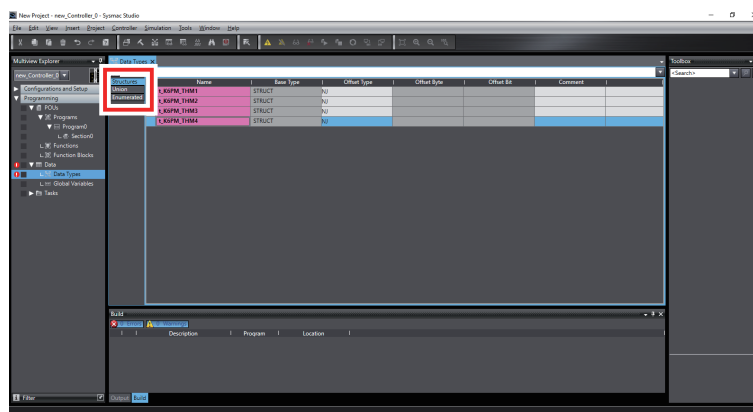 New Project - new_Controller_0 - Sysmac Studio
File Edit View Insert Project Controller Simulation Tools Window Help
Multiview Explorer
new_Controller_0
Configurations and Setup
Programming
POUs
Programs
Program0
Section0
Functions
Function Blocks
Data
Data Types
Global Variables
Tasks
Filter
Data Types
Structures
Union
Enumerated
Name Base Type Offset Type Offset Byte Offset Bit Comment
t_K6PM_THM1 STRUCT NJ
t_K6PM_THM2 STRUCT NJ
t_K6PM_THM3 STRUCT NJ
t_K6PM_THM4 STRUCT NJ
Build
Description Program Location
Output Build
Toolbox
<Search>